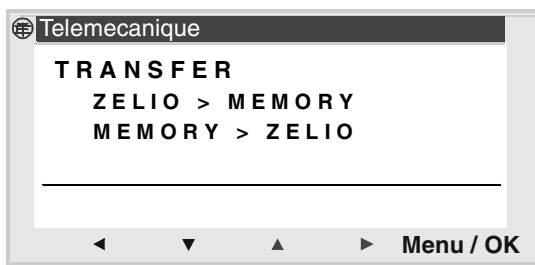 Telemecanique
TRANSFER
ZELIO > MEMORY
MEMORY > ZELIO
Menu / OK